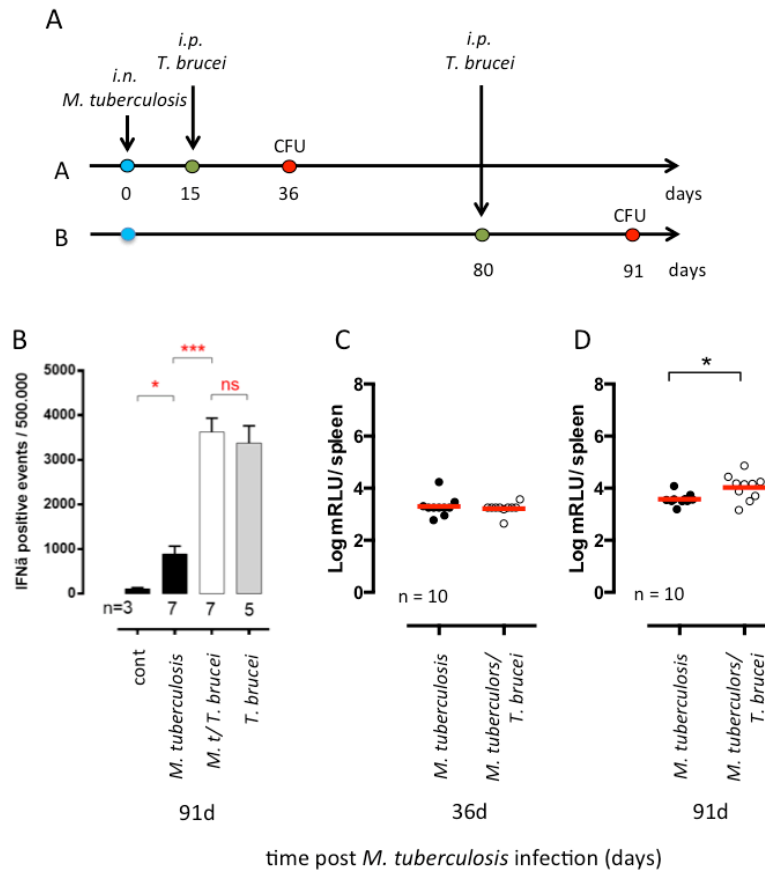 A
i.n.
M. tuberculosis
i.p.
T. brucei
i.p.
T. brucei
A
CFU
0
15
36
days
B
CFU
80
91
days
B
IFNã positive events / 500.000
5000
4000
3000
2000
1000
0
*
***
ns
n=3
7
7
5
cont
M. tuberculosis
M. t/ T. brucei
T. brucei
91d
C
Log mRLU/ spleen
8
6
4
2
0
n = 10
M. tuberculosis
M. tuberculors/
T. brucei
36d
D
Log mRLU/ spleen
8
6
4
2
0
*
n = 10
M. tuberculosis
M. tuberculors/
T. brucei
91d
time post M. tuberculosis infection (days)